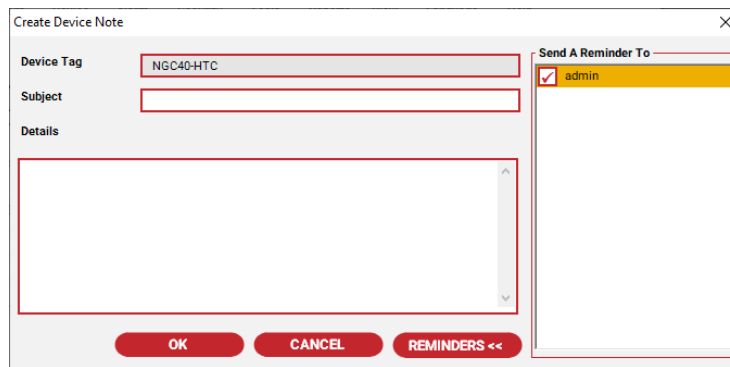 Create Device Note
Device Tag
NGC40-HTC
Subject
Details
OK
CANCEL
REMINDERS <<
Send A Reminder To
admin